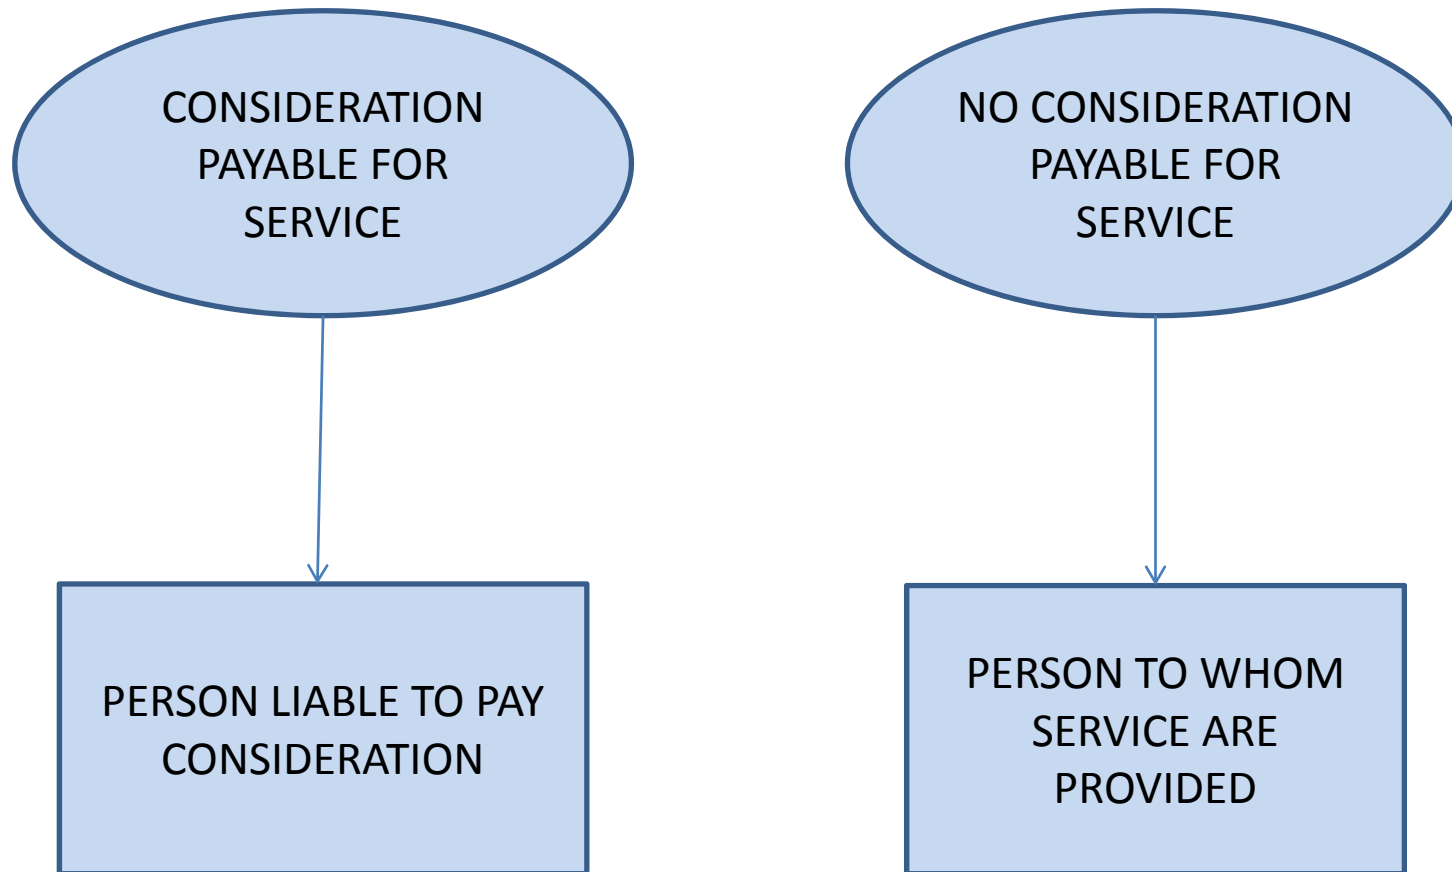 CONSIDERATION
PAYABLE FOR
SERVICE
NO CONSIDERATION
PAYABLE FOR
SERVICE
PERSON LIABLE TO PAY
CONSIDERATION
PERSON TO WHOM
SERVICE ARE
PROVIDED